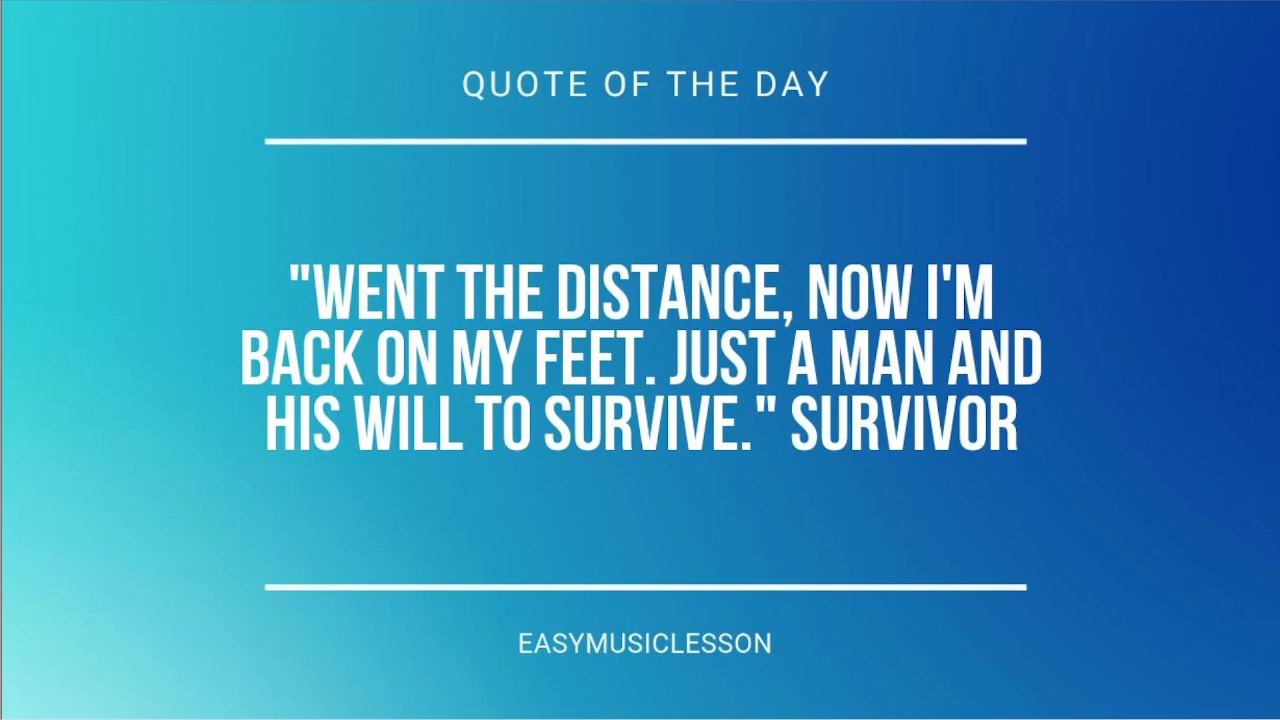 QUOTE OF THE DAY
"WENT THE DISTANCE, NOW I'M
BACK ON MY FEET. JUST A MAN AND
HIS WILL TO SURVIVE." SURVIVOR
EASYMUSICLESSON